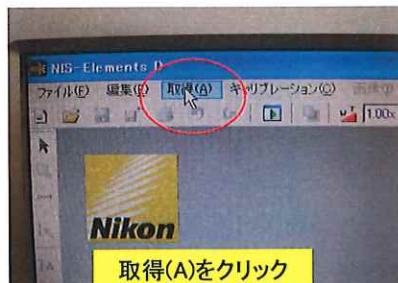 NIS-Elements D
ファイル(F) 編集(E) 取得(A) キャリブレーション(C)
1.00x
Nikon
取得(A)をクリック